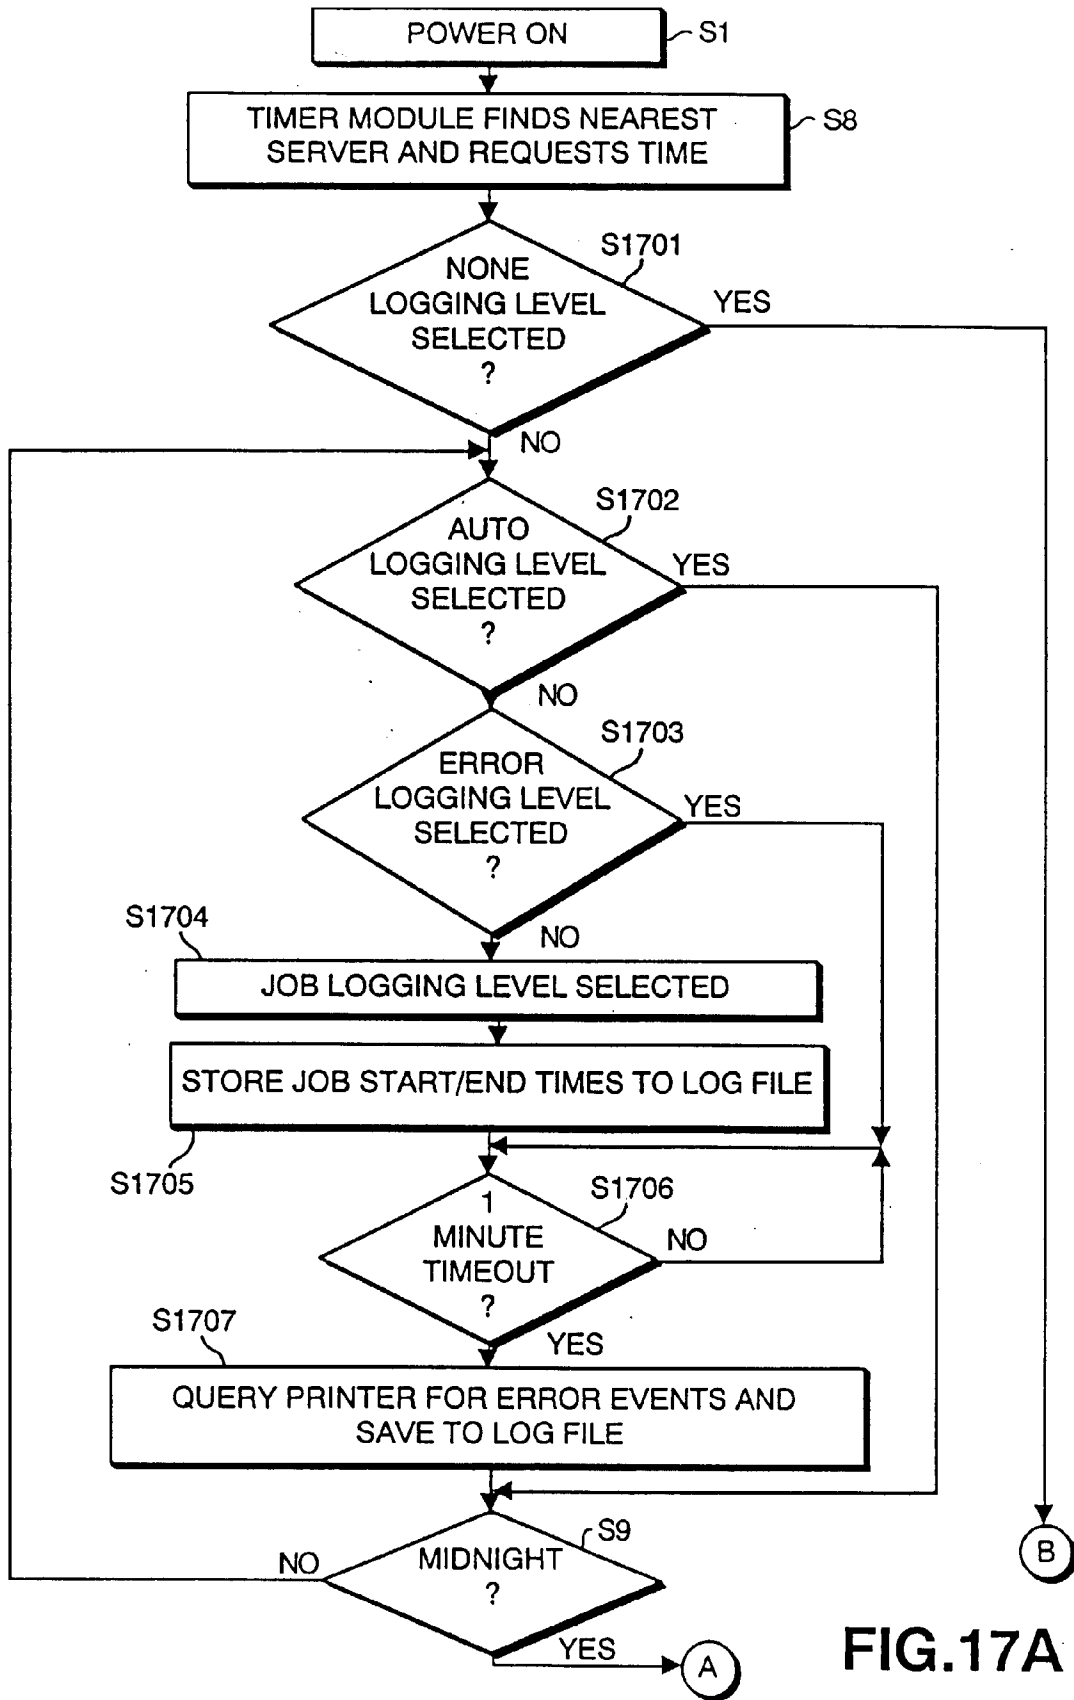 POWER ON
S1
TIMER MODULE FINDS NEAREST
SERVER AND REQUESTS TIME
S8
S1701
NONE
LOGGING LEVEL
SELECTED
?
YES
NO
S1702
AUTO
LOGGING LEVEL
SELECTED
?
YES
NO
S1703
ERROR
LOGGING LEVEL
SELECTED
?
YES
NO
S1704
JOB LOGGING LEVEL SELECTED
STORE JOB START/END TIMES TO LOG FILE
S1705
S1706
1
MINUTE
TIMEOUT
?
NO
YES
S1707
QUERY PRINTER FOR ERROR EVENTS AND
SAVE TO LOG FILE
S9
MIDNIGHT
?
NO
YES
A
B
FIG.17A